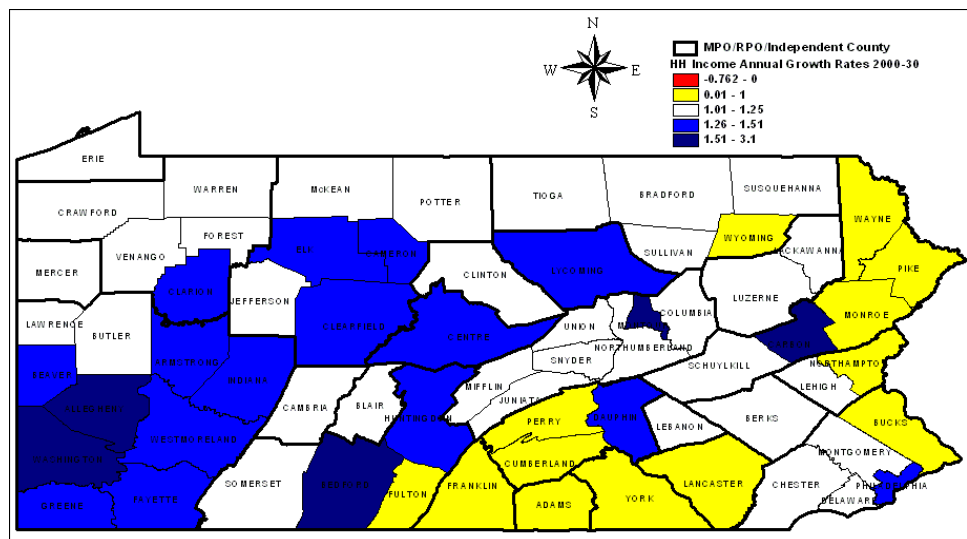 N
W E
S
MPO/RPO/Independent County
HH Income Annual Growth Rates 2000-30
-0.762 - 0
0.01 - 1
1.01 - 1.25
1.26 - 1.51
1.51 - 3.1
ERIE
WARREN
McKEAN
POTTER
TIOGA
BRADFORD
SUSQUEHANNA
CRAWFORD
WAYNE
FOREST
WYOMING
ELK
CAMERON
SULLIVAN
LACKAWANNA
VENANGO
MERCER
LYCOMING
PIKE
CLINTON
CLARION
JEFFERSON
LUZERNE
COLUMBIA
MONROE
LAWRENCE
BUTLER
CLEARFIELD
CENTRE
UNION
CARBON
NORTHUMBERLAND
SNYDER
SCHUYLKILL
NORTHAMPTO
ARMSTRONG
BEAVER
INDIANA
MIFFLIN
LEHIGH
JUNIATA
CAMBRIA
BLAIR
ALLEGHENY
HUNTINGDON
PERRY
DAUPHIN
LEBANON
BERKS
BUCKS
WESTMORELAND
MONTGOMERY
WASHINGTON
CUMBERLAND
SOMERSET
BEDFORD
FULTON
FRANKLIN
LANCASTER
CHESTER
PHILADELPHIA
GREENE
FAYETTE
ADAMS
YORK
DELAWARE